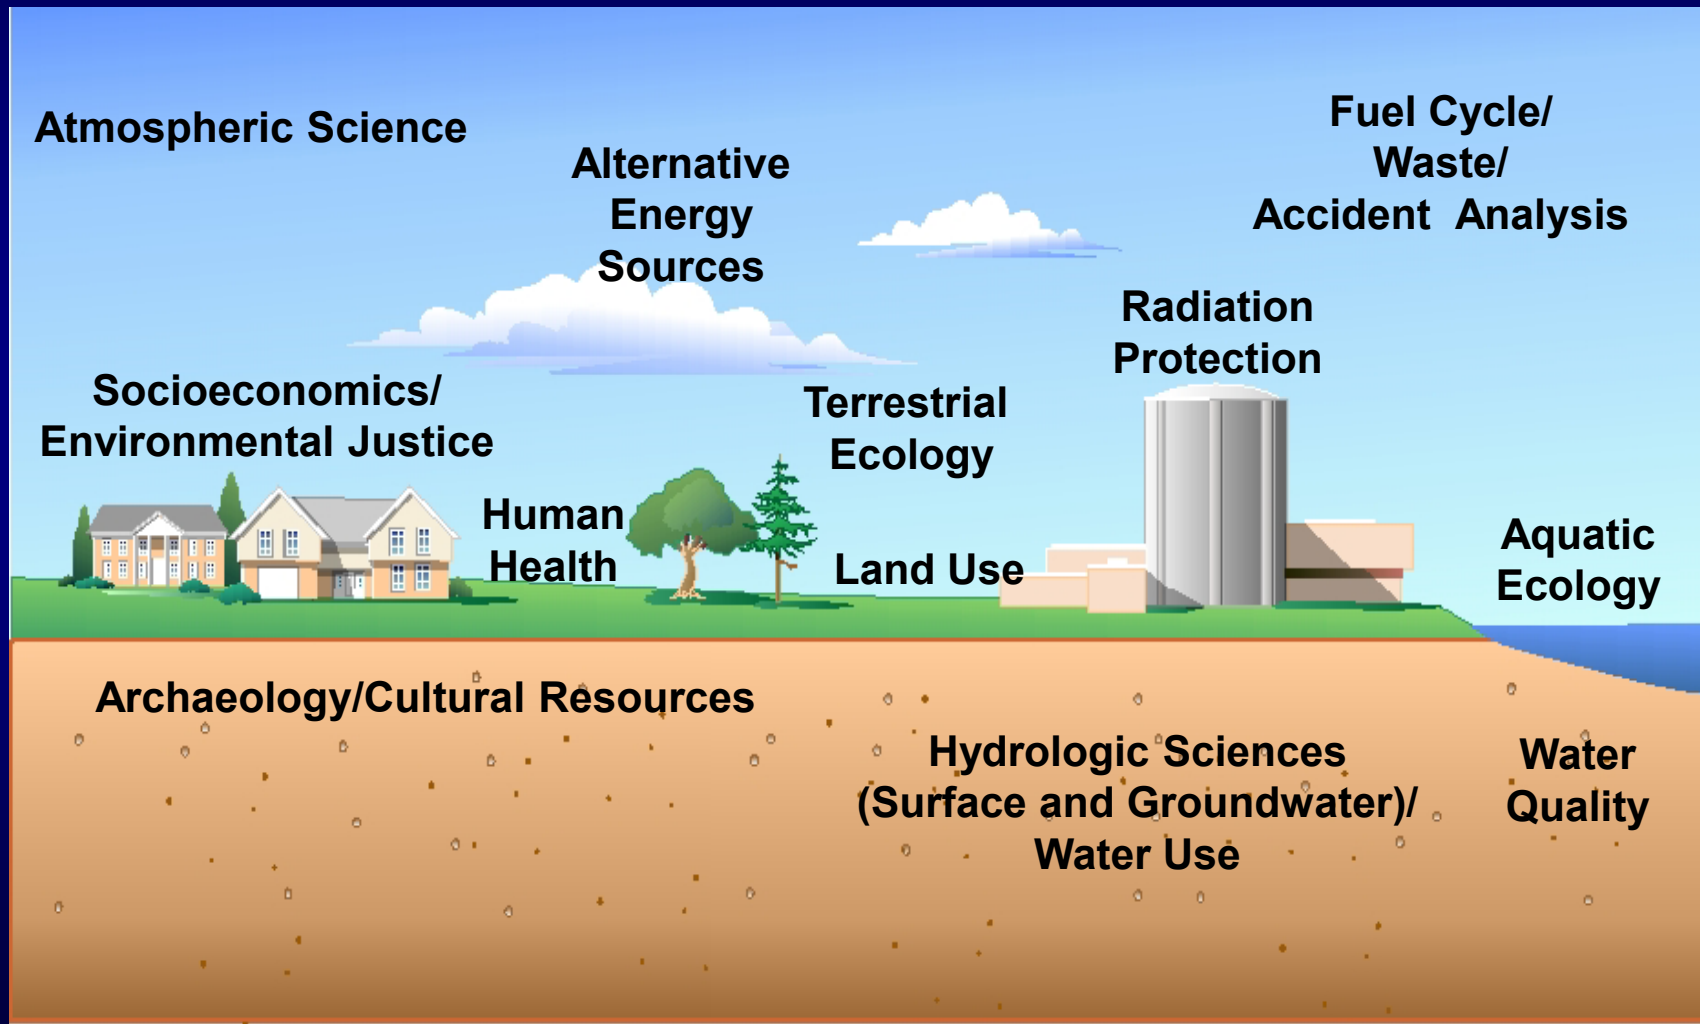 Atmospheric Science
Alternative
Energy
Sources
Fuel Cycle/
Waste/
Accident Analysis
Radiation
Protection
Socioeconomics/
Environmental Justice
Terrestrial
Ecology
Human
Health
Land Use
Aquatic
Ecology
Archaeology/Cultural Resources
Hydrologic Sciences
(Surface and Groundwater)/
Water Use
Water
Quality